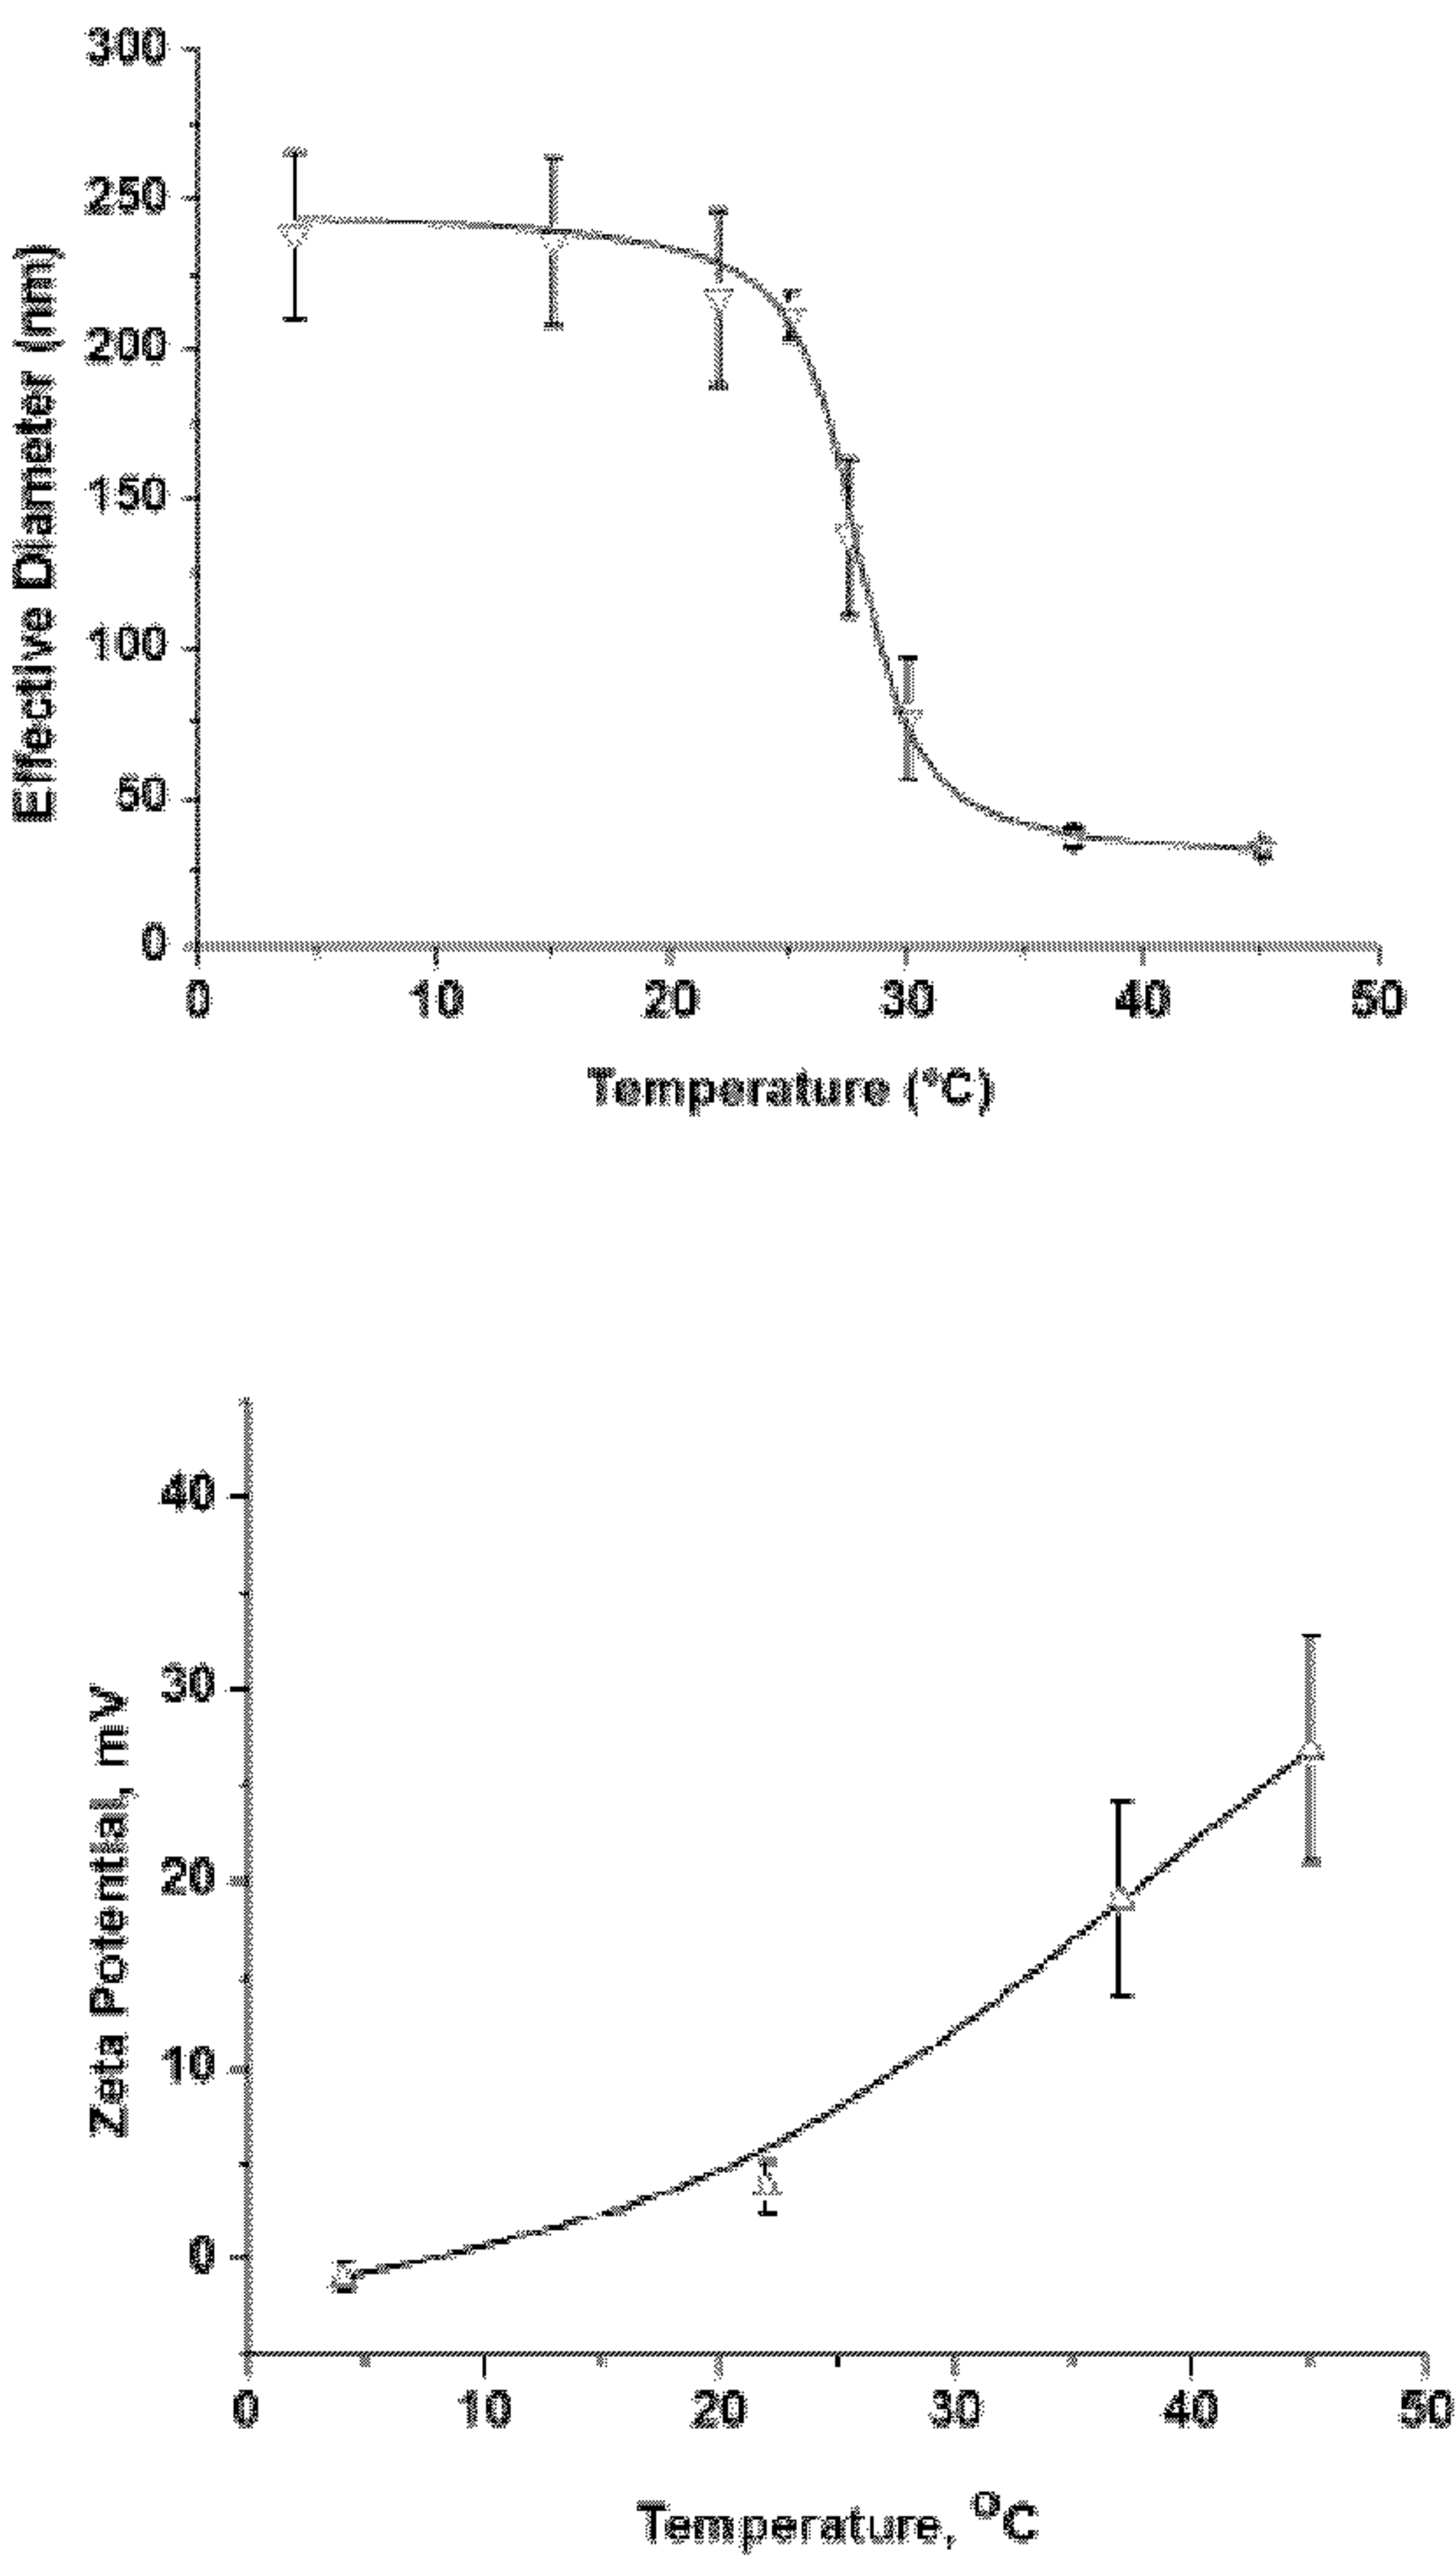 300
250
200
150
100
50
0
Effective Diameter (nm)
0 10 20 30 40 50
Temperature (°C)
40
30
20
10
0
Zeta Potential, mV
0 10 20 30 40 50
Temperature, °C